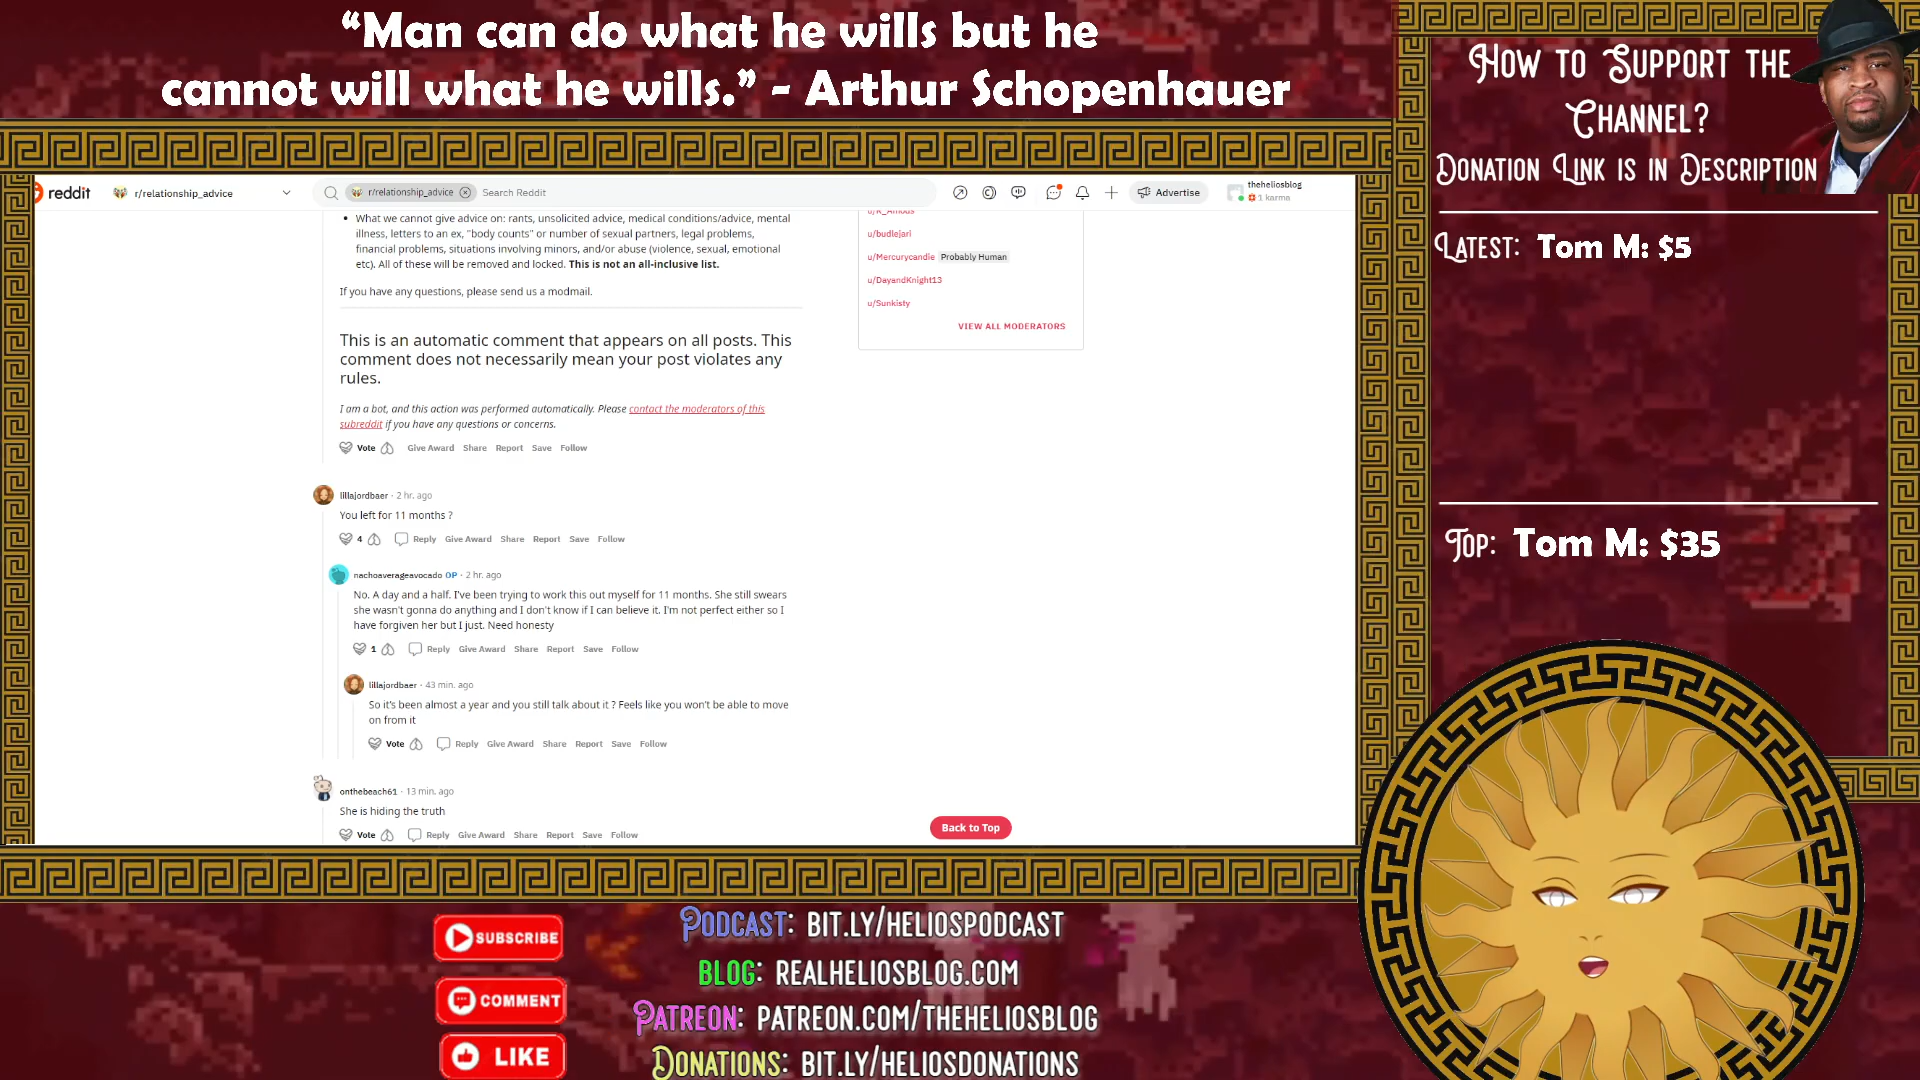 “Man can do what he wills but he
cannot will what he wills.” - Arthur Schopenhauer
How to Support the
Channel?
Donation Link is in Description
Latest: Tom M: $5
Top: Tom M: $35
reddit
r/relationship_advice
r/relationship_advice
Search Reddit
Advertise
theheliosblog
1 karma
What we cannot give advice on: rants, unsolicited advice, medical conditions/advice, mental
illness, letters to an ex, "body counts" or number of sexual partners, legal problems,
financial problems, situations involving minors, and/or abuse (violence, sexual, emotional
etc). All of these will be removed and locked. This is not an all-inclusive list.
If you have any questions, please send us a modmail.
This is an automatic comment that appears on all posts. This
comment does not necessarily mean your post violates any
rules.
I am a bot, and this action was performed automatically. Please contact the moderators of this
subreddit if you have any questions or concerns.
Vote Give Award Share Report Save Follow
u/budlejari
u/Mercurycandie Probably Human
u/DayandKnight13
u/Sunkisty
VIEW ALL MODERATORS
lillajordbaer · 2 hr. ago
You left for 11 months ?
4 Reply Give Award Share Report Save Follow
nachoaverageavocado OP · 2 hr. ago
No. A day and a half. I've been trying to work this out myself for 11 months. She still swears
she wasn't gonna do anything and I don't know if I can believe it. I'm not perfect either so I
have forgiven her but I just. Need honesty
1 Reply Give Award Share Report Save Follow
lillajordbaer · 43 min. ago
So it's been almost a year and you still talk about it ? Feels like you won't be able to move
on from it
Vote Reply Give Award Share Report Save Follow
onthebeach61 · 13 min. ago
She is hiding the truth
Vote Reply Give Award Share Report Save Follow
Back to Top
SUBSCRIBE
COMMENT
LIKE
Podcast: bit.ly/heliospodcast
Blog: realheliosblog.com
Patreon: patreon.com/theheliosblog
Donations: bit.ly/heliosdonations